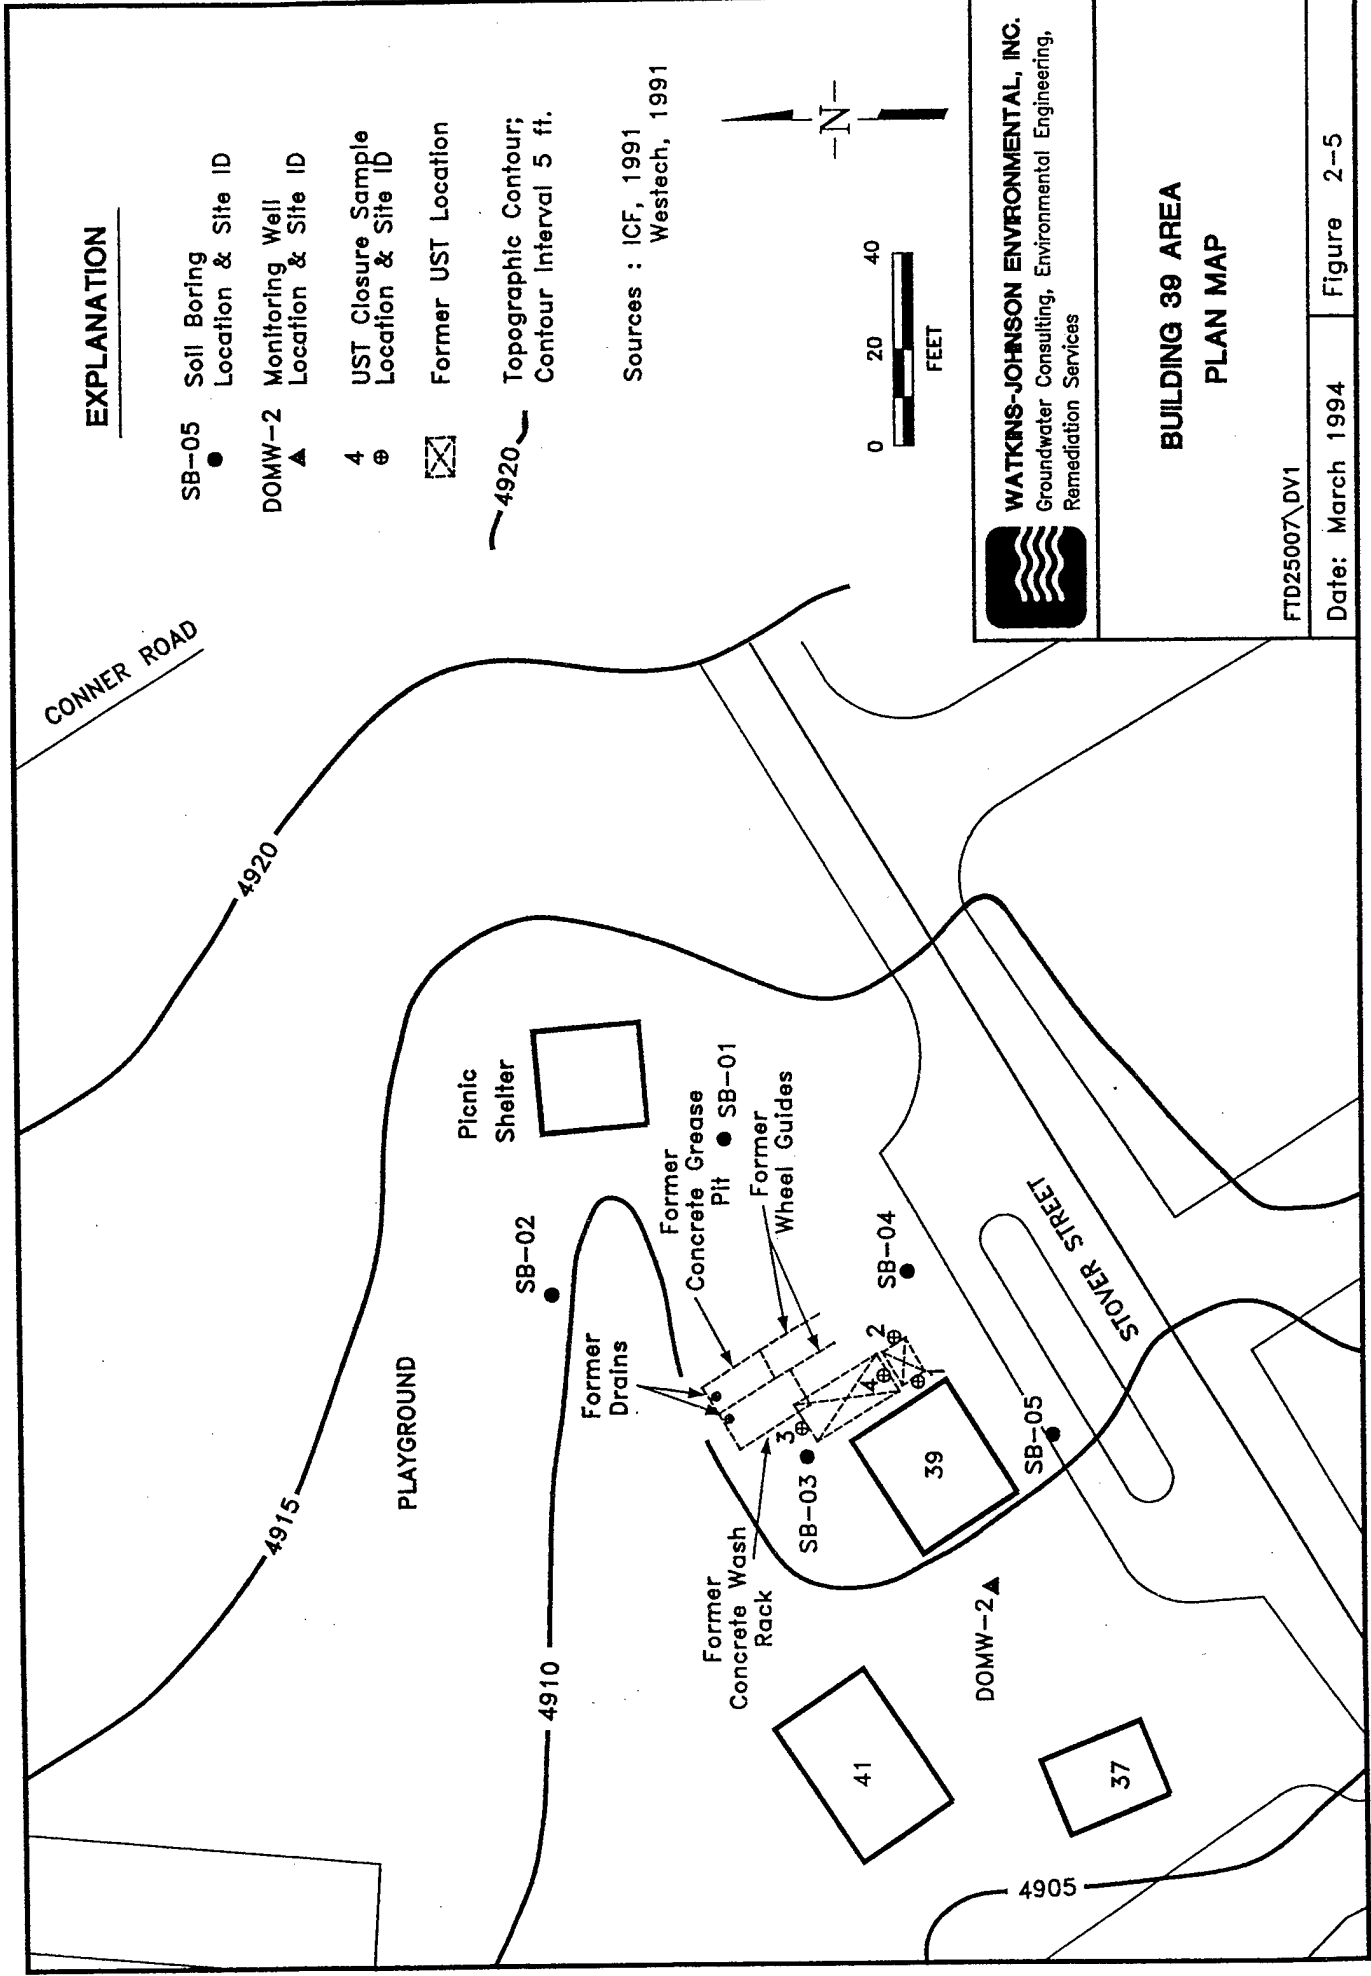 CONNER ROAD
4920
4915
PLAYGROUND
4910
Picnic
Shelter
SB-02
Former
Drains
Former
Concrete Grease
Pit
SB-01
Former
Wheel Guides
SB-04
2
4
3
SB-03
Former
Concrete Wash
Rack
39
SB-05
STOVER STREET
DOMW-2
41
37
4905
EXPLANATION
SB-05 Soil Boring
Location & Site ID
DOMW-2 Monitoring Well
Location & Site ID
4 UST Closure Sample
Location & Site ID
Former UST Location
4920 Topographic Contour;
Contour Interval 5 ft.
Sources : ICF, 1991
Westech, 1991
-N-
0 20 40
FEET
WATKINS-JOHNSON ENVIRONMENTAL, INC.
Groundwater Consulting, Environmental Engineering,
Remediation Services
BUILDING 39 AREA
PLAN MAP
FTD25007\DV1
Date: March 1994
Figure 2-5